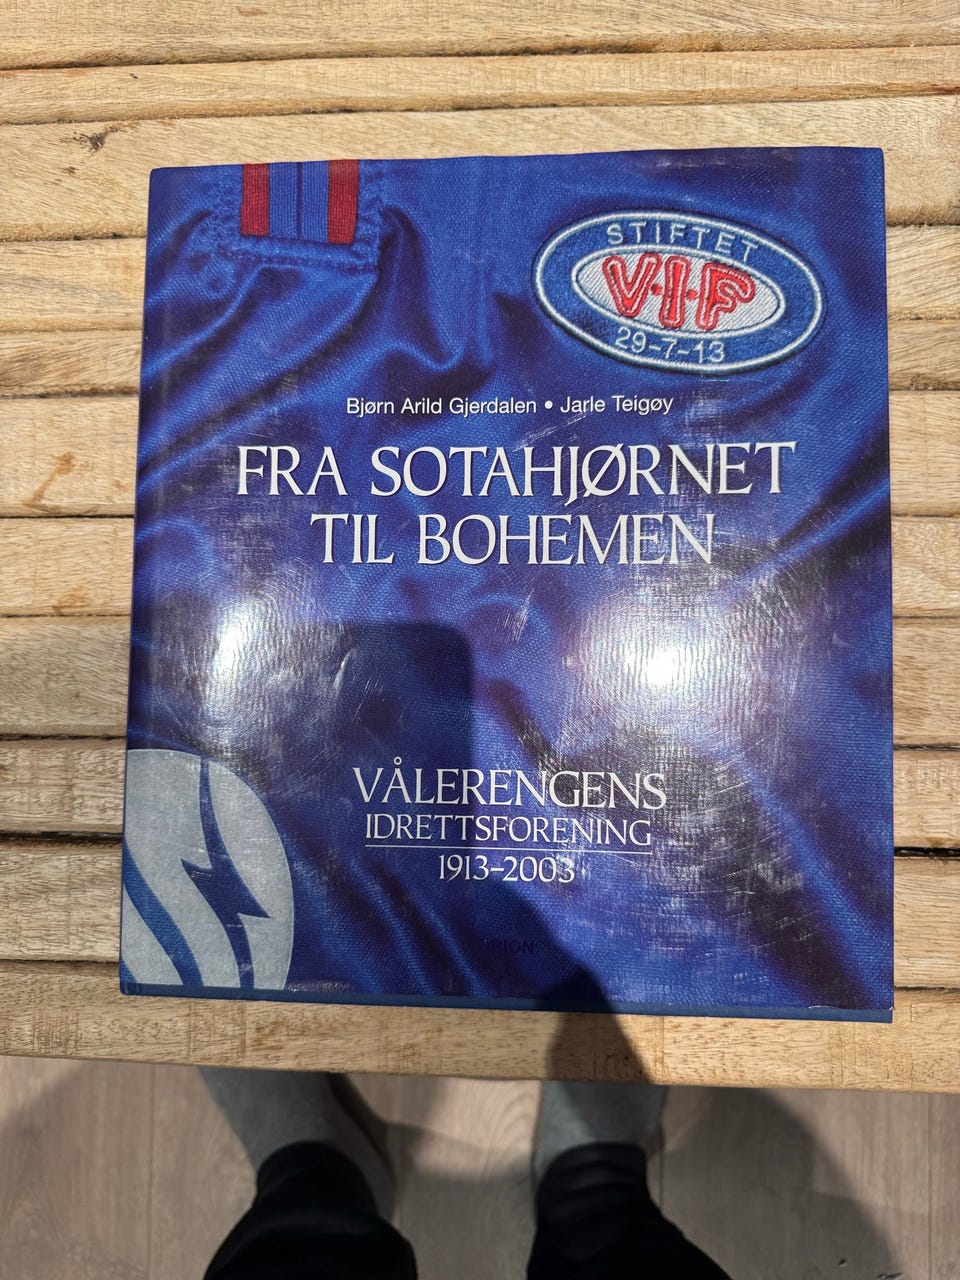 STIFTET
V·I·F
29-7-13
Bjørn Arild Gjerdalen • Jarle Teigøy
FRA SOTAHJØRNET
TIL BOHEMEN
VÅLERENGENS
IDRETTSFORENING
1913–2003